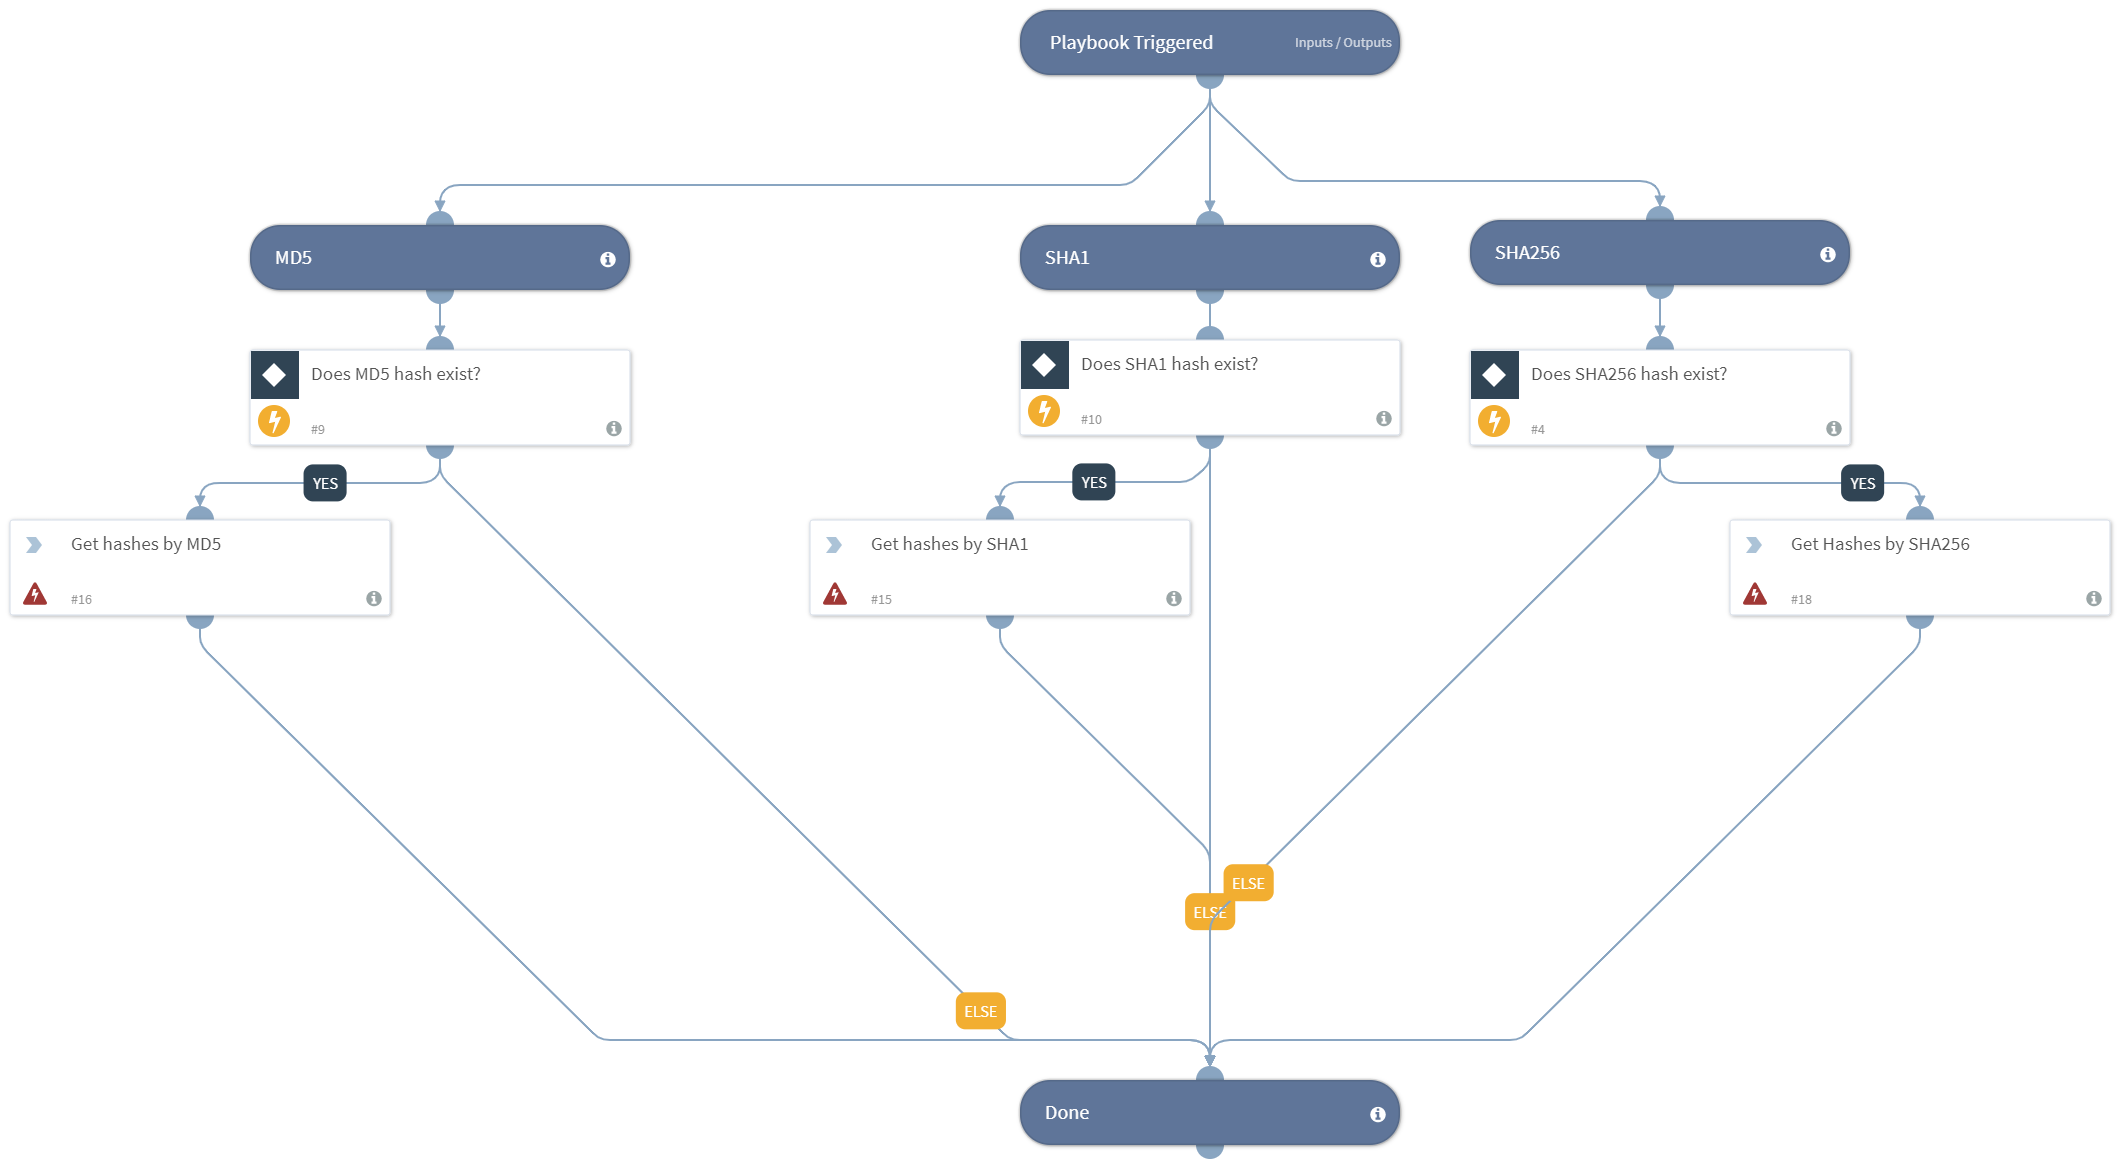 Playbook Triggered
Inputs / Outputs
MD5
SHA1
SHA256
Does MD5 hash exist?
#9
Does SHA1 hash exist?
#10
Does SHA256 hash exist?
#4
YES
YES
YES
Get hashes by MD5
#16
Get hashes by SHA1
#15
Get Hashes by SHA256
#18
ELSE
ELSE
ELSE
Done